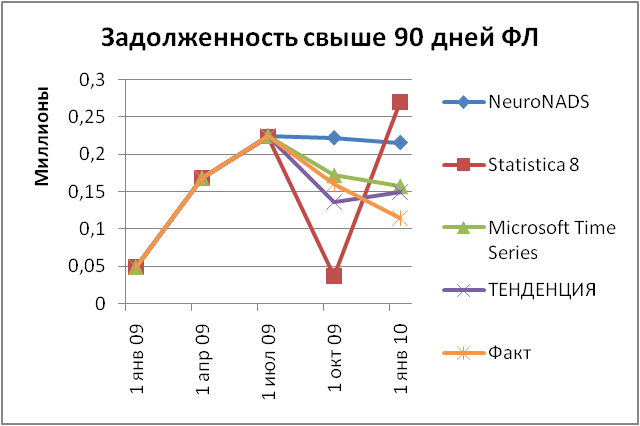 Задолженность свыше 90 дней ФЛ
Миллионы
0,3
0,25
0,2
0,15
0,1
0,05
0
1 янв 09
1 апр 09
1 июл 09
1 окт 09
1 янв 10
NeuroNADS
Statistica 8
Microsoft Time
Series
ТЕНДЕНЦИЯ
Факт